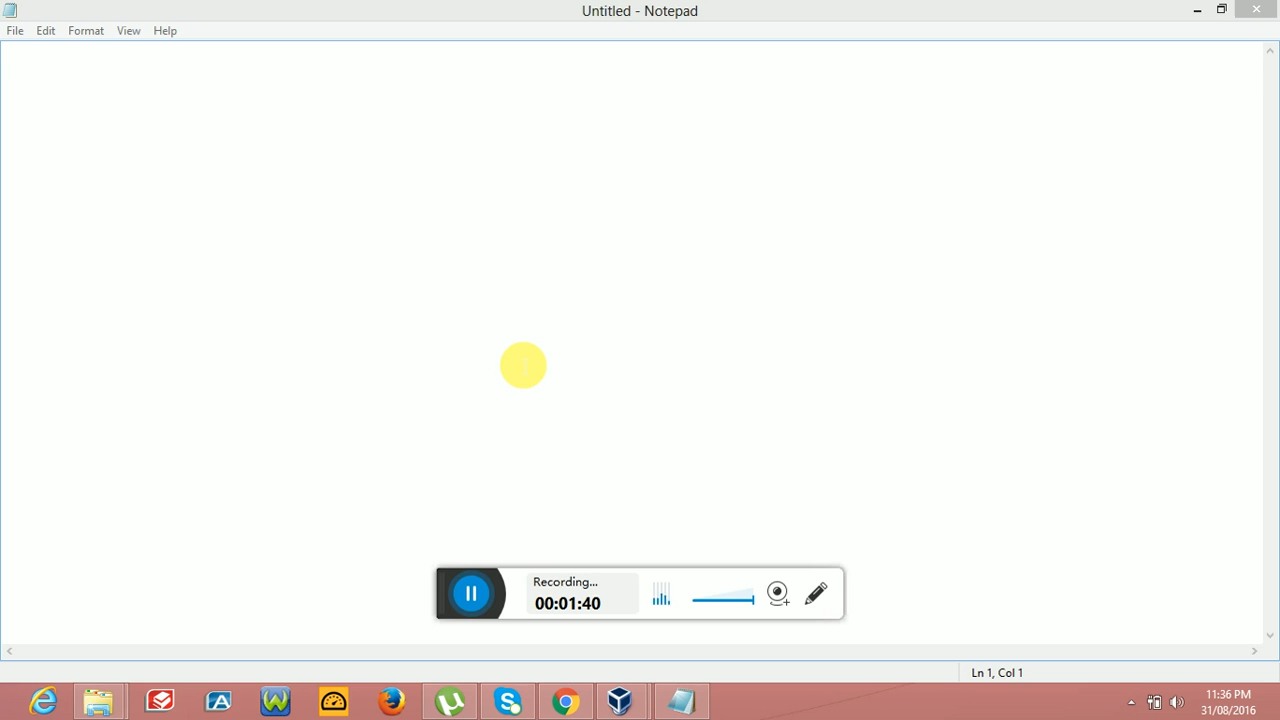 Untitled - Notepad
File Edit Format View Help
Recording...
00:01:40
Ln 1, Col 1
11:36 PM
31/08/2016